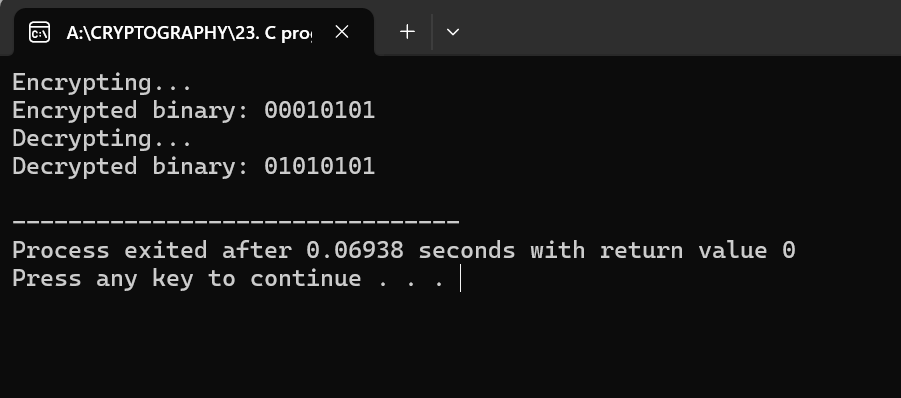 A:\CRYPTOGRAPHY\23. C pro
Encrypting...
Encrypted binary: 00010101
Decrypting...
Decrypted binary: 01010101
--------------------------------
Process exited after 0.06938 seconds with return value 0
Press any key to continue . . .